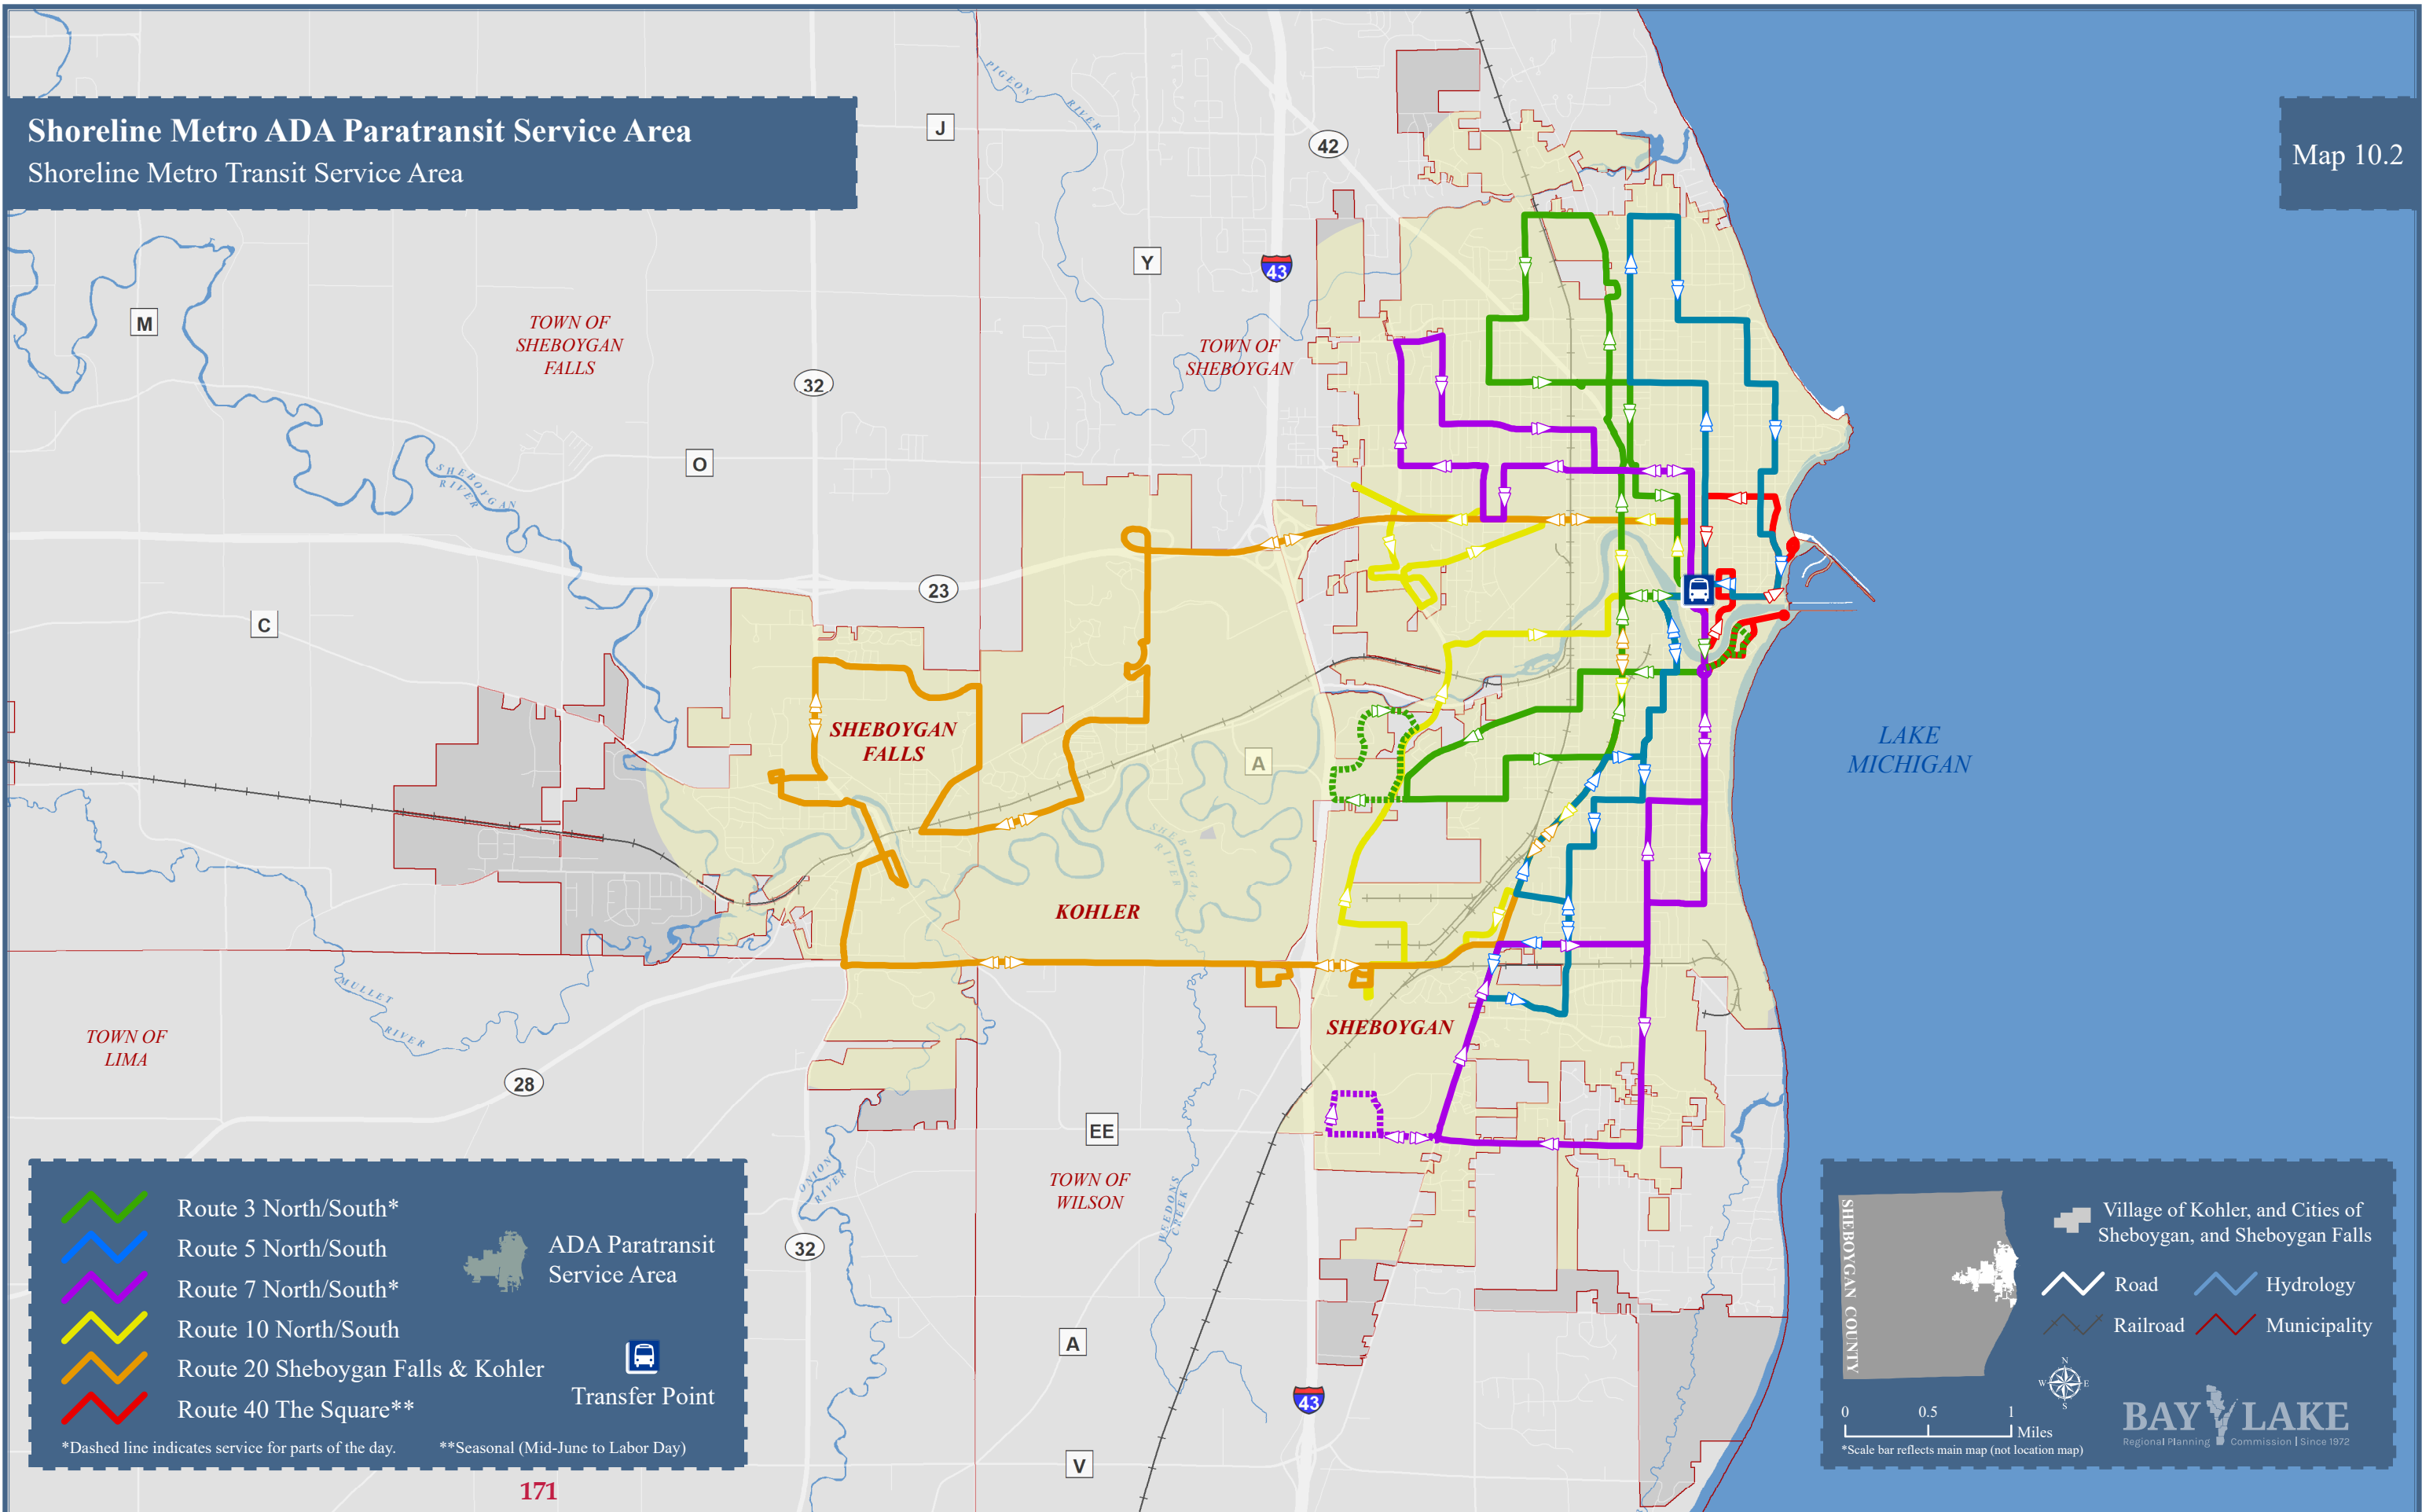 Shoreline Metro ADA Paratransit Service Area
Shoreline Metro Transit Service Area
Map 10.2
PIGEON RIVER
J
42
Y
43
M
TOWN OF
SHEBOYGAN
FALLS
TOWN OF
SHEBOYGAN
32
O
SHEBOYGAN
RIVER
23
C
SHEBOYGAN
FALLS
A
LAKE
MICHIGAN
SHEBOYGAN
RIVER
KOHLER
MULLET
RIVER
SHEBOYGAN
TOWN OF
LIMA
28
EE
ONION
RIVER
TOWN OF
WILSON
WEEDONS
CREEK
32
A
43
V
Route 3 North/South*
Route 5 North/South
Route 7 North/South*
Route 10 North/South
Route 20 Sheboygan Falls & Kohler
Route 40 The Square**
ADA Paratransit
Service Area
Transfer Point
*Dashed line indicates service for parts of the day.
**Seasonal (Mid-June to Labor Day)
171
SHEBOYGAN COUNTY
Village of Kohler, and Cities of
Sheboygan, and Sheboygan Falls
Road
Hydrology
Railroad
Municipality
N
W E
S
0 0.5 1
Miles
*Scale bar reflects main map (not location map)
BAY LAKE
Regional Planning Commission | Since 1972